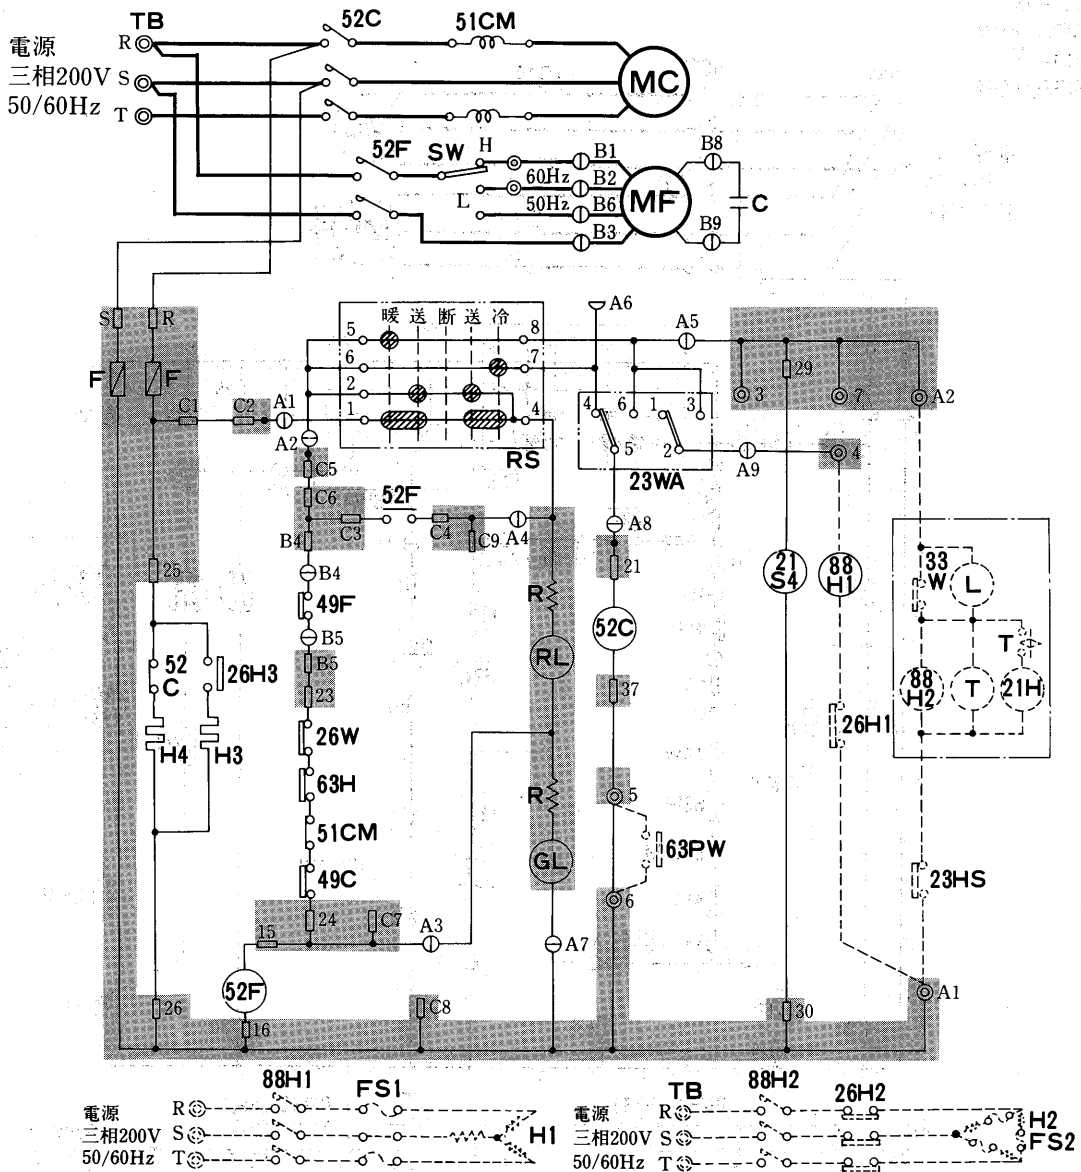 TB
52C
51CM
電源
三相200V
50/60Hz
R
S
T
MC
52F
SW
H
L
60Hz
50Hz
B1
B2
B6
B3
MF
B8
B9
C
S
R
F
F
C1
C2
A1
A2
暖 送 断 送 冷
5
6
2
1
8
7
4
RS
A6
A5
4
6
1
3
5
2
23WA
3
29
7
A2
A9
4
C5
C6
C3
52F
C4
C9
A4
A8
B4
B4
49F
B5
B5
23
25
52
C
26H3
H4
H3
26W
63H
51CM
49C
24
C7
15
A3
52F
16
26
C8
R
RL
R
GL
A7
21
52C
37
5
63PW
6
21
S4
88
H1
26H1
33
W
L
T
88
H2
T
21H
23HS
A1
30
電源
三相200V
50/60Hz
R
S
T
88H1
FS1
H1
TB
電源
三相200V
50/60Hz
R
S
T
88H2
26H2
H2
FS2